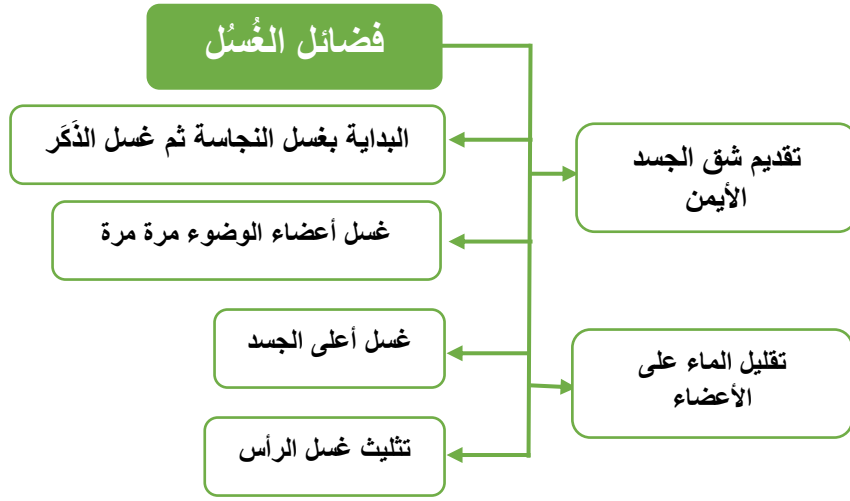 فضائل الغُسُل
البداية بغسل النجاسة ثم غسل الذَكَر
تقديم شق الجسد
الأيمن
غسل أعضاء الوضوء مرة مرة
غسل أعلى الجسد
تقليل الماء على
الأعضاء
تثليث غسل الرأس